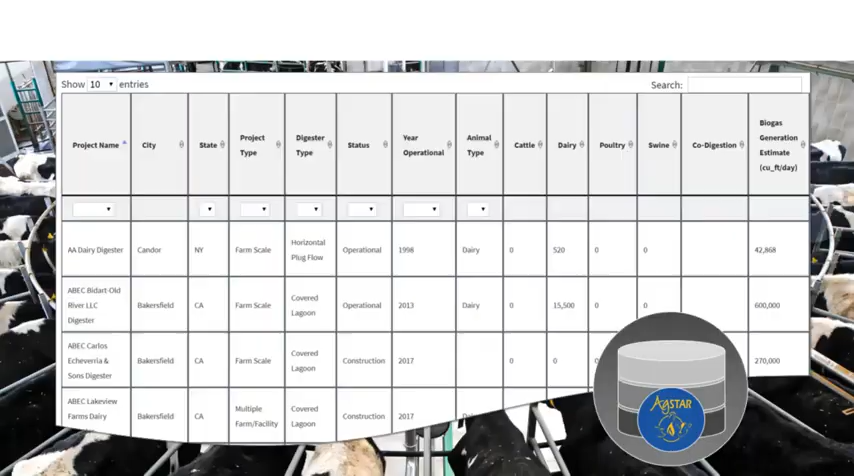 Show 10 entries Search:
Project Name City State Project Type Digester Type Status Year Operational Animal Type Cattle Dairy Poultry Swine Co-Digestion Biogas Generation Estimate (cu_ft/day)
AA Dairy Digester Candor NY Farm Scale Horizontal Plug Flow Operational 1998 Dairy 0 520 0 0 42,868
ABEC Bidart-Old River LLC Digester Bakersfield CA Farm Scale Covered Lagoon Operational 2013 Dairy 0 15,500 0 0 600,000
ABEC Carlos Echeverria & Sons Digester Bakersfield CA Farm Scale Covered Lagoon Construction 2017 0 0 270,000
ABEC Lakeview Farms Dairy Bakersfield CA Multiple Farm/Facility Covered Lagoon Construction 2017
AgSTAR